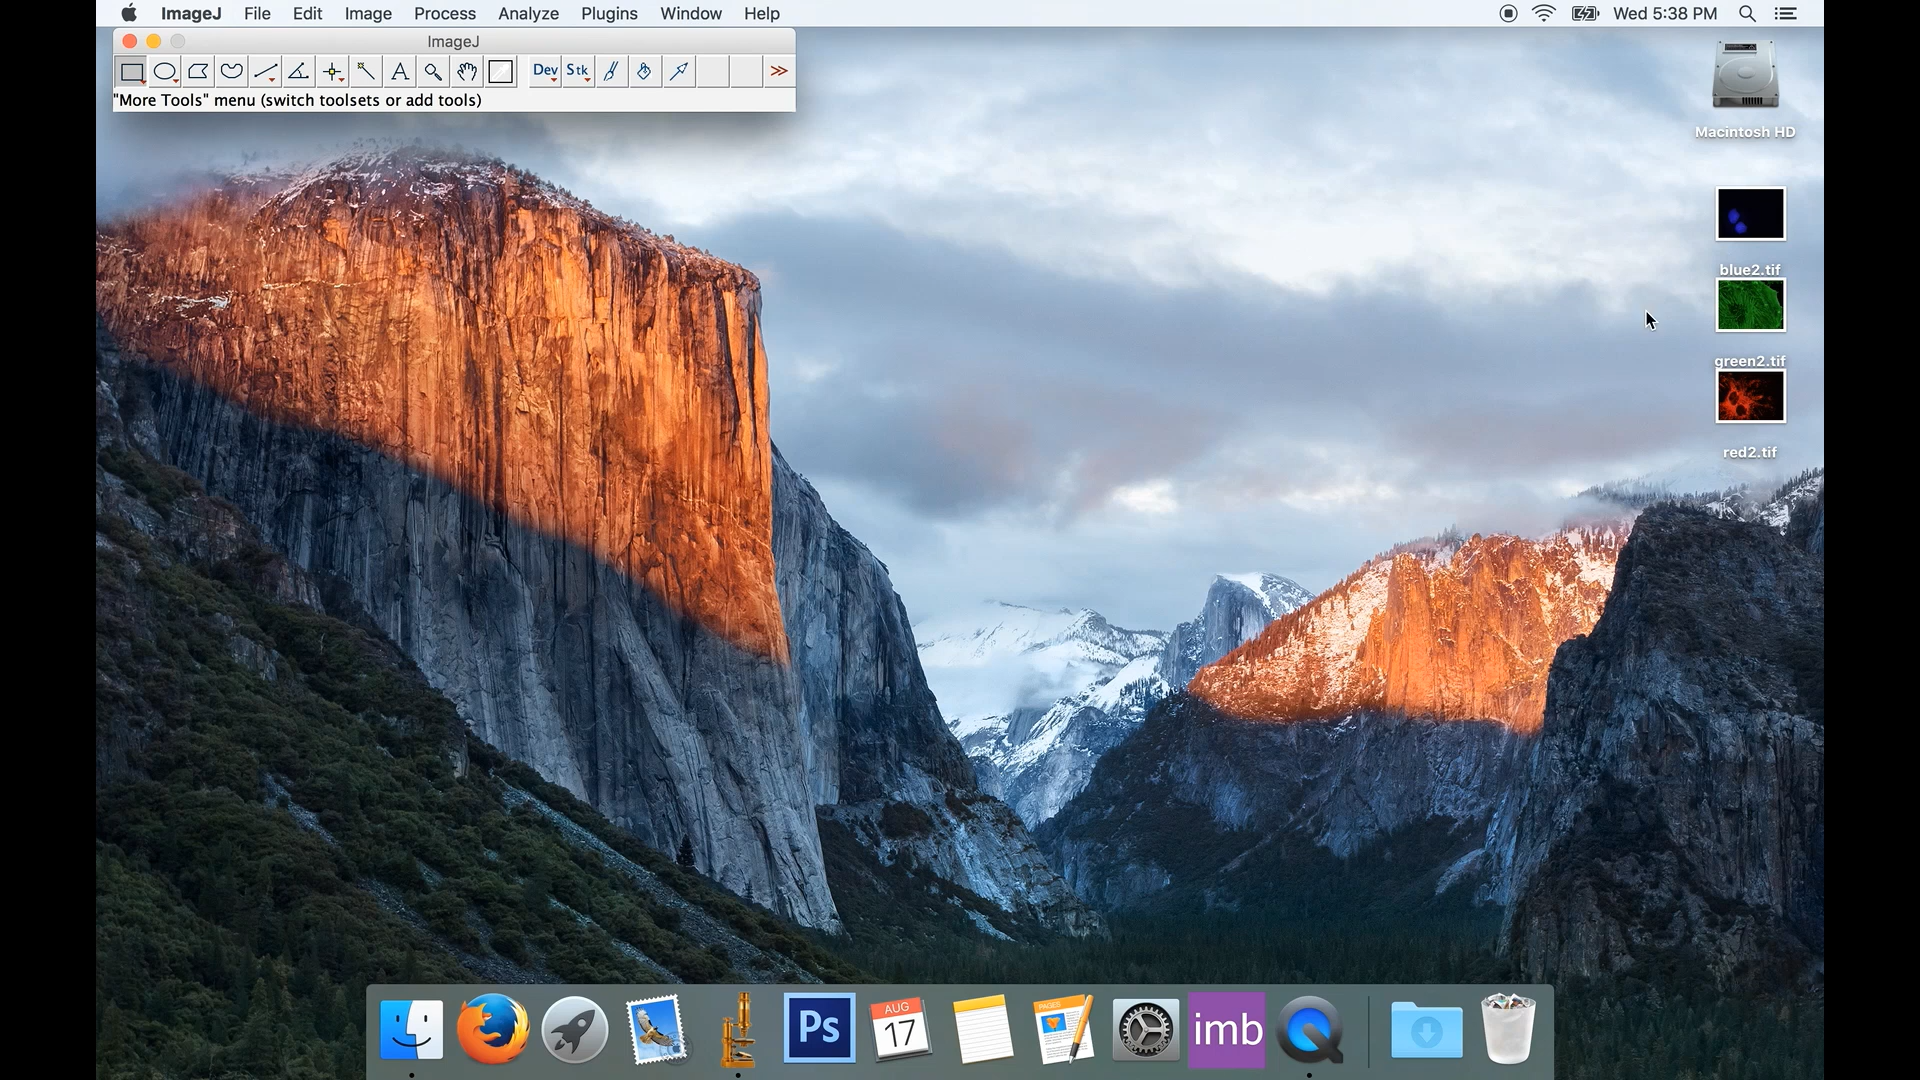 ImageJ File Edit Image Process Analyze Plugins Window Help
Wed 5:38 PM
ImageJ
A Dev Stk
"More Tools" menu (switch toolsets or add tools)
Macintosh HD
blue2.tif
green2.tif
red2.tif
Ps
AUG
17
PAGES
imb